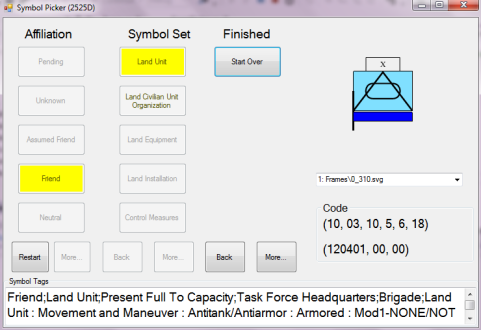 Symbol Picker (2525D)
Affiliation Symbol Set Finished
Pending Land Unit Start Over
X
Unknown Land Civilian Unit
Organization
Assumed Friend Land Equipment
Friend Land Installation
1: Frames\0_310.svg
Neutral Control Measures
Code
(10, 03, 10, 5, 6, 18)
(120401, 00, 00)
Restart More... Back More... Back More...
Symbol Tags
Friend;Land Unit;Present Full To Capacity;Task Force Headquarters;Brigade;Land
Unit : Movement and Maneuver : Antitank/Antiarmor : Armored : Mod1-NONE/NOT